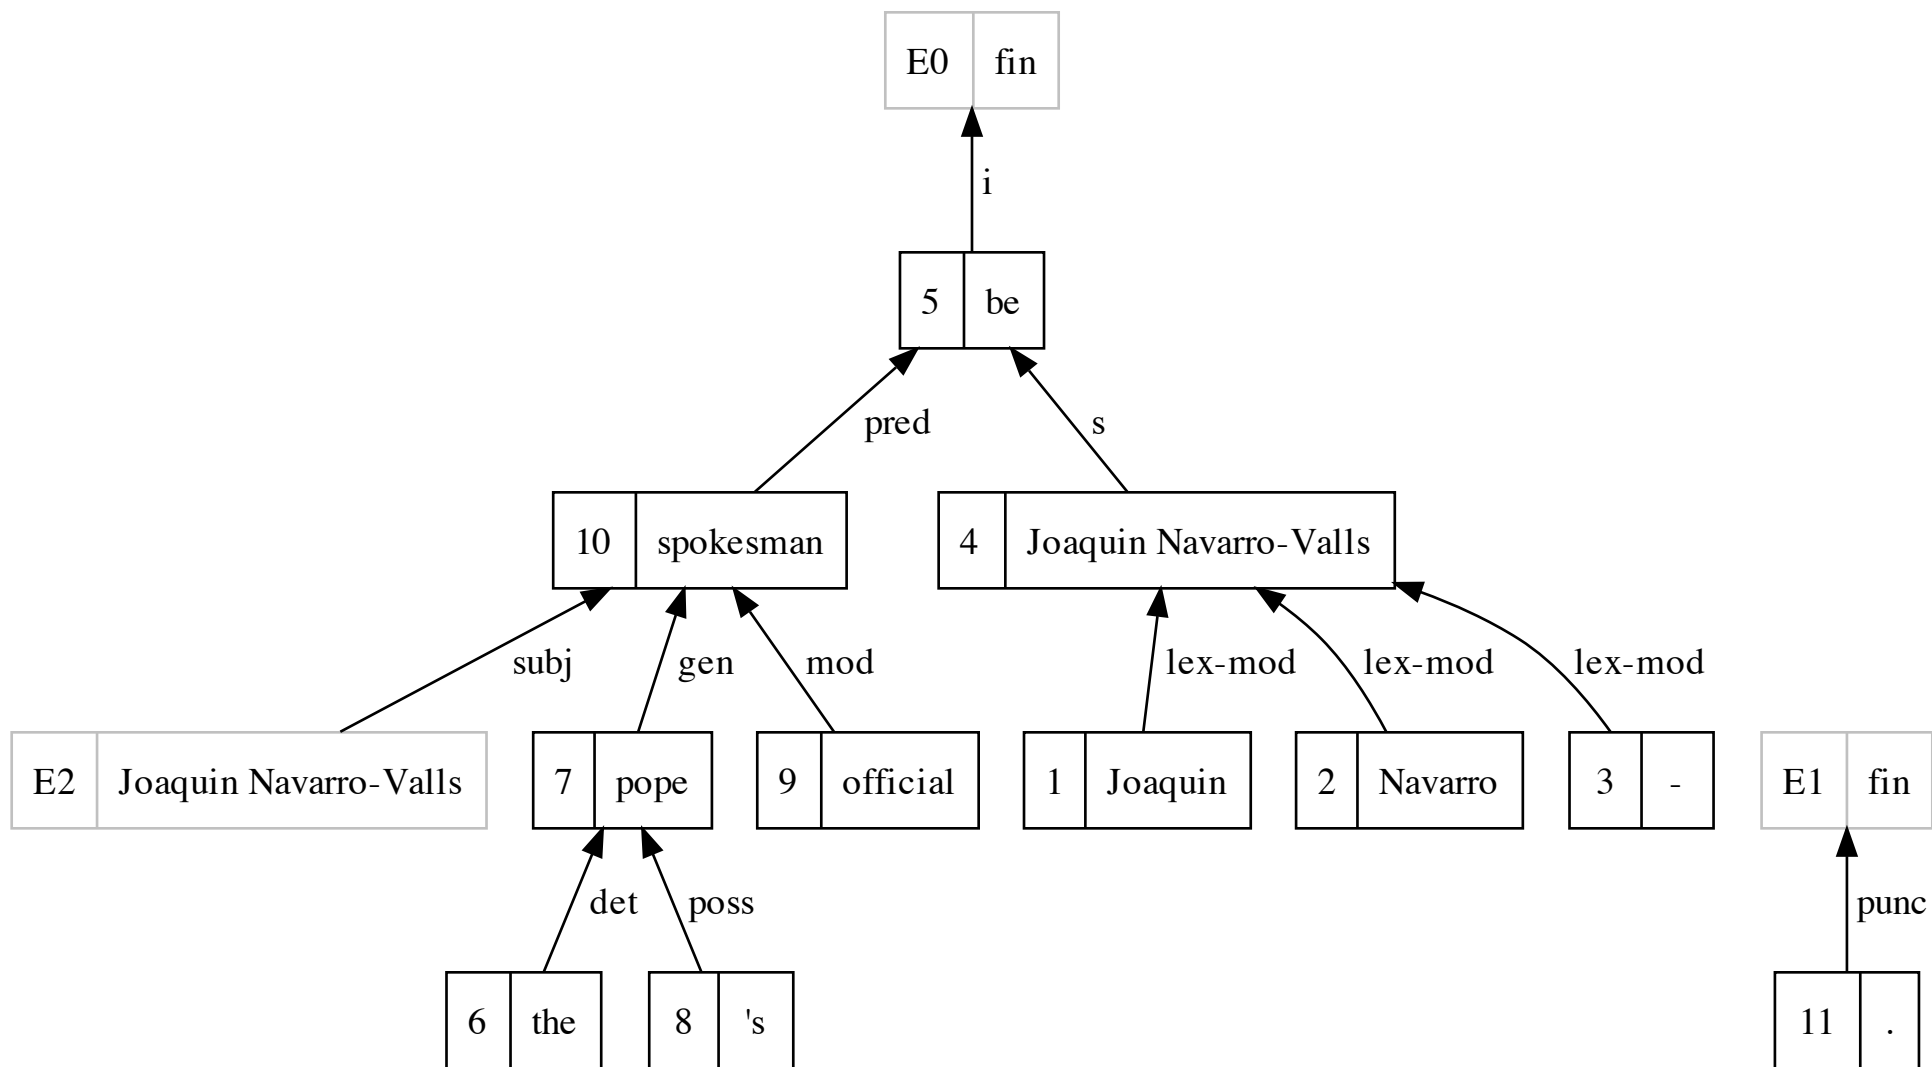 E0 fin
i
5 be
pred s
10 spokesman 4 Joaquin Navarro-Valls
subj gen mod lex-mod lex-mod lex-mod
E2 Joaquin Navarro-Valls 7 pope 9 official 1 Joaquin 2 Navarro 3 - E1 fin
det poss punc
6 the 8 's 11 .